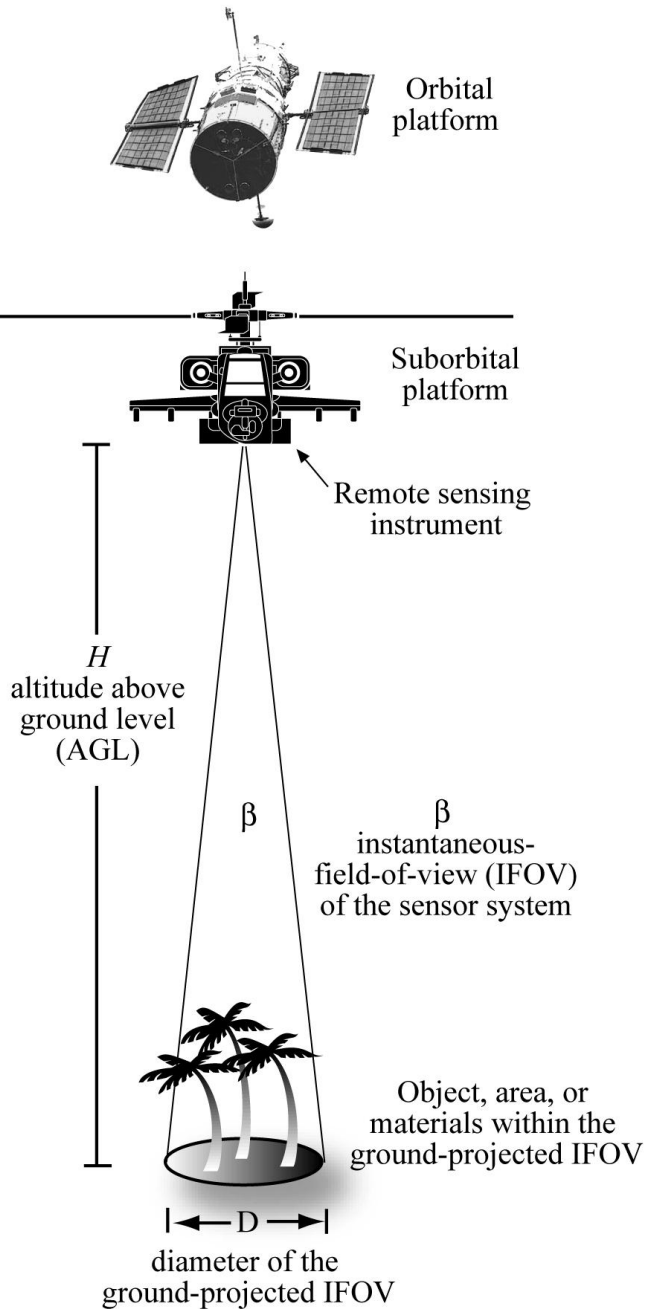 Orbital
platform
Suborbital
platform
Remote sensing
instrument
H
altitude above
ground level
(AGL)
β
β
instantaneous-
field-of-view (IFOV)
of the sensor system
Object, area, or
materials within the
ground-projected IFOV
D
diameter of the
ground-projected IFOV